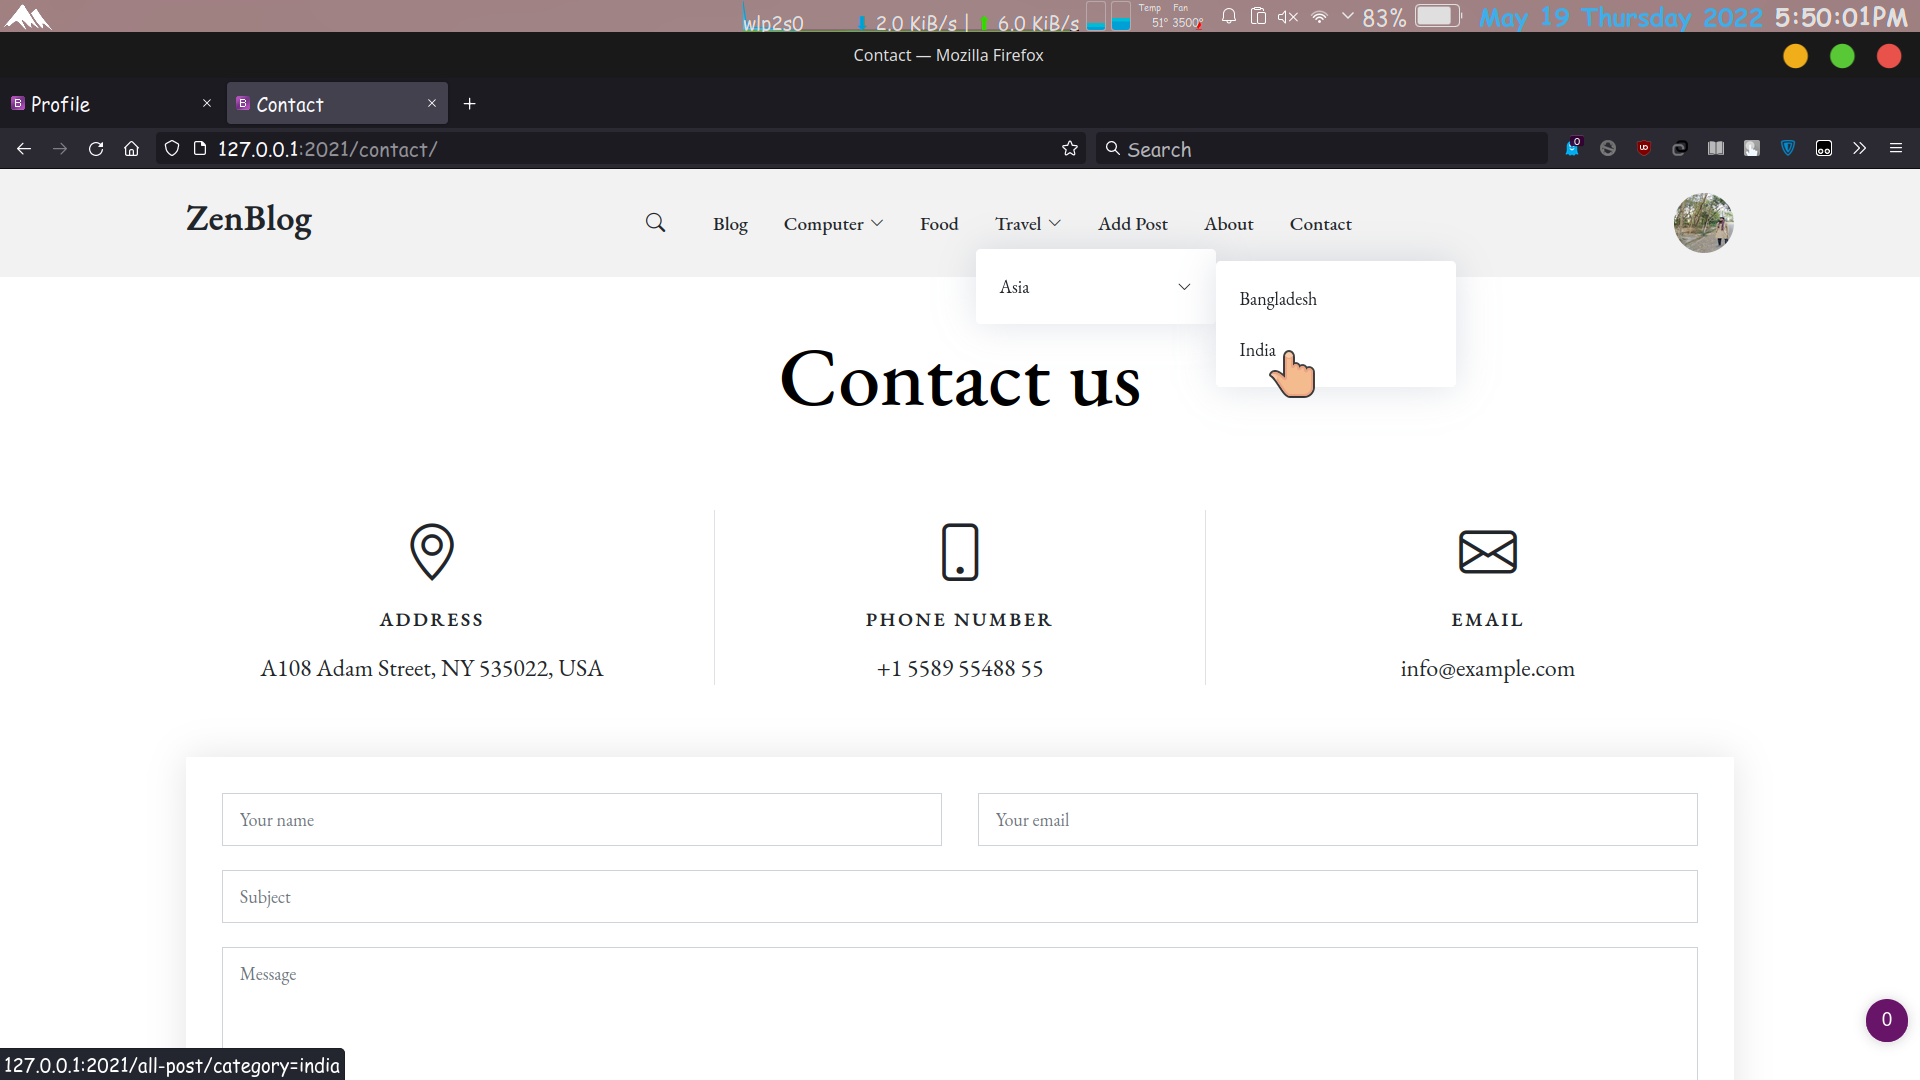 wlp2s0 2.0 KiB/s | 6.0 KiB/s Temp Fan 51° 3500° 83% May 19 Thursday 2022 5:50:01PM
Contact — Mozilla Firefox
Profile Contact
127.0.0.1:2021/contact/ Search 0
ZenBlog Blog Computer Food Travel Add Post About Contact
Asia
Bangladesh
India
Contact us
ADDRESS PHONE NUMBER EMAIL
A108 Adam Street, NY 535022, USA +1 5589 55488 55 info@example.com
Your name Your email
Subject
Message
0
127.0.0.1:2021/all-post/category=india